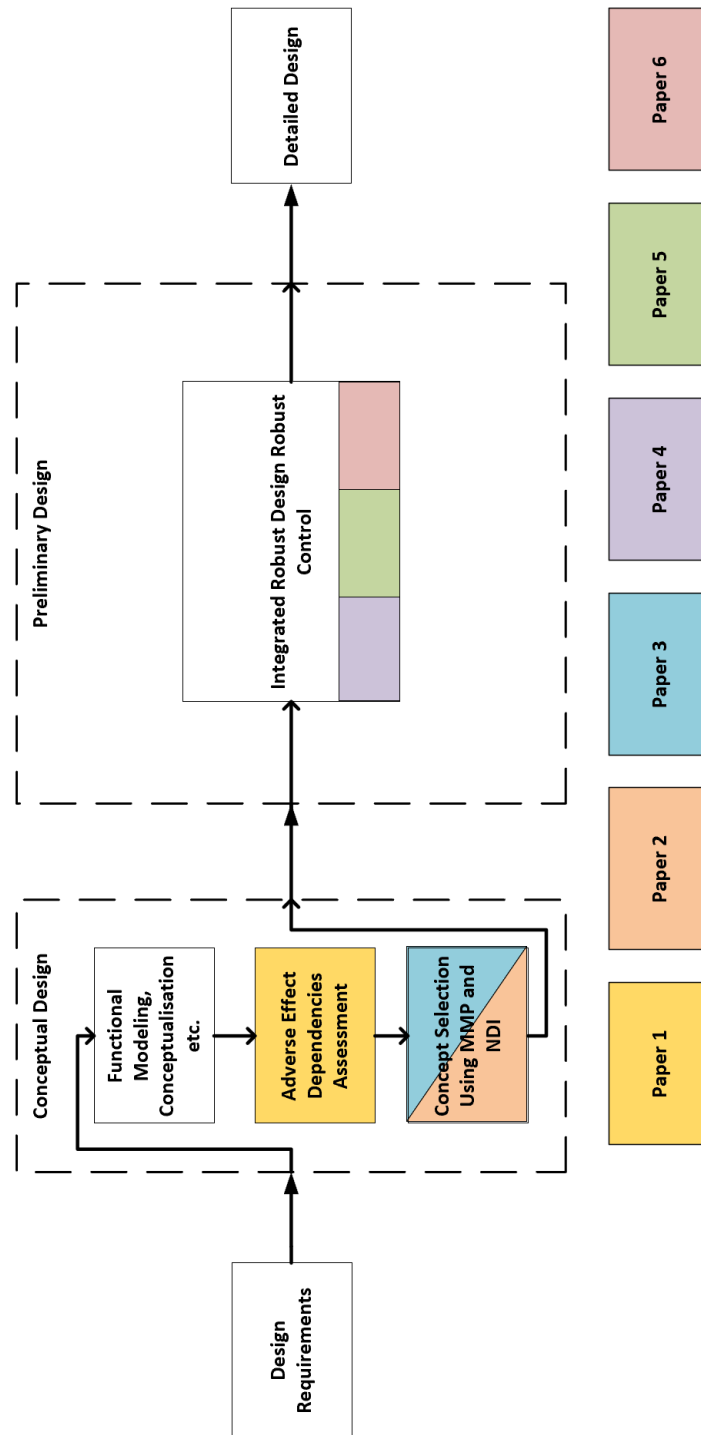 Design
Requirements
Conceptual Design
Functional
Modeling,
Conceptualisation
etc.
Adverse Effect
Dependencies
Assessment
Concept Selection
Using MMP and
NDI
Preliminary Design
Integrated Robust Design Robust
Control
Detailed Design
Paper 1
Paper 2
Paper 3
Paper 4
Paper 5
Paper 6